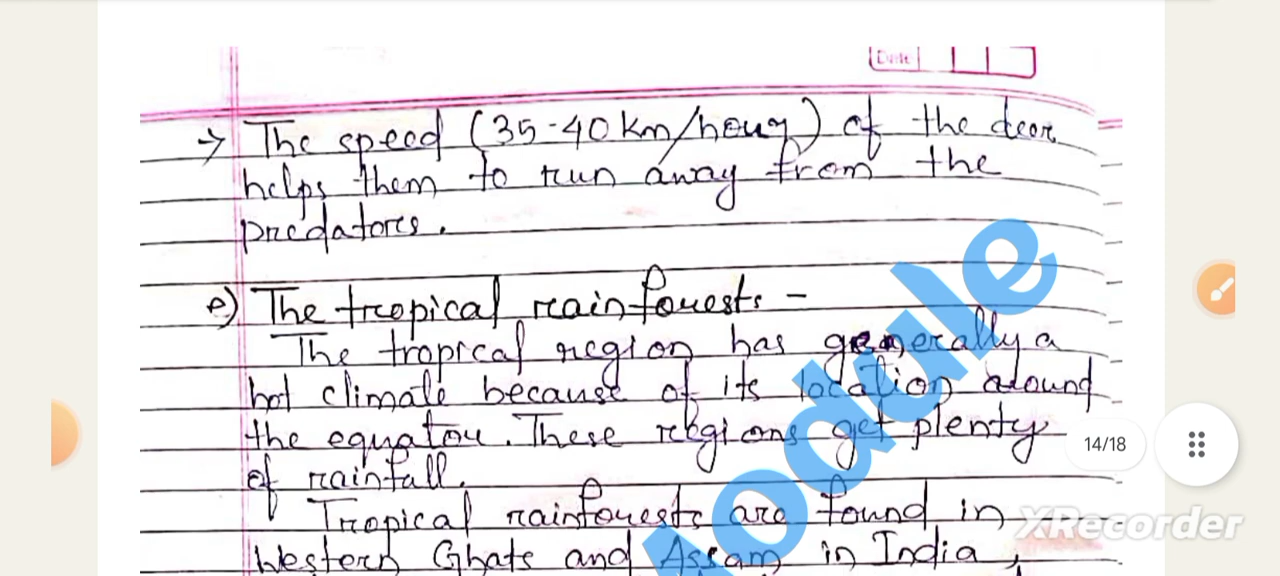 Date
→ The speed (35-40 km/hour) of the deer
helps them to run away from the
predators.
e) The tropical rainforests -
The tropical region has generally a
hot climate because of its location around
the equator. These regions get plenty
of rainfall.
Tropical rainforests are found in
Western Ghats and Assam in India,
Module
14/18
XRecorder